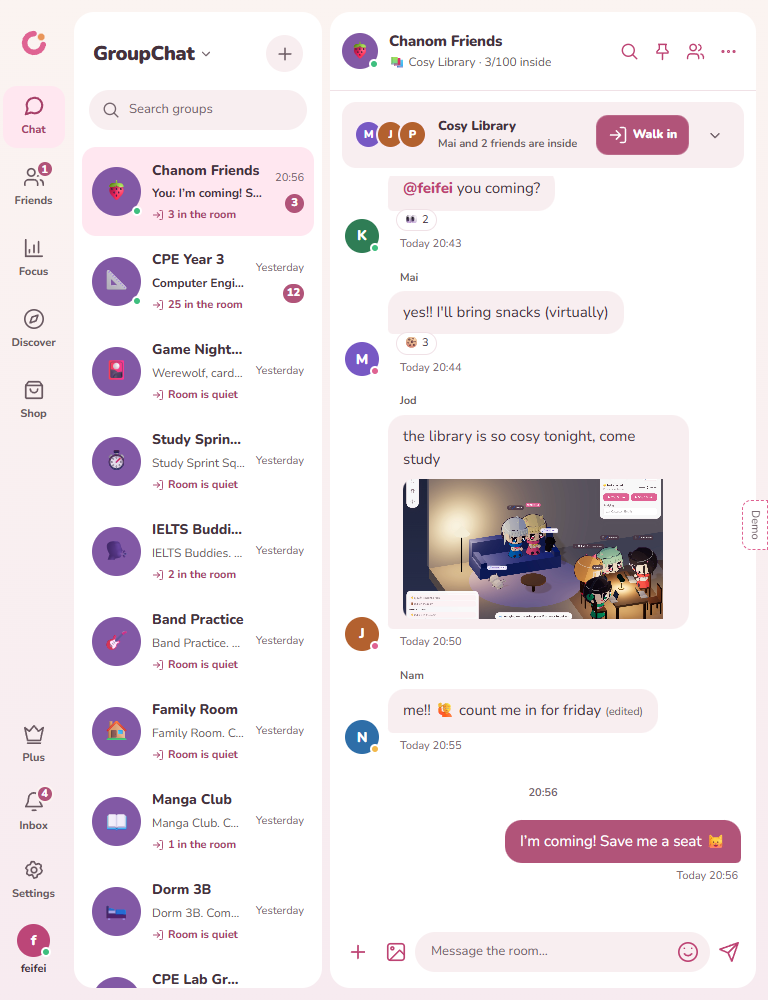 Chat
1
Friends
Focus
Discover
Shop
Plus
4
Inbox
Settings
f
feifei
GroupChat
Search groups
Chanom Friends
20:56
You: I'm coming! S...
3
3 in the room
CPE Year 3
Yesterday
Computer Engi...
12
25 in the room
Game Night...
Yesterday
Werewolf, card...
Room is quiet
Study Sprin...
Yesterday
Study Sprint Sq...
Room is quiet
IELTS Buddi...
Yesterday
IELTS Buddies. ...
2 in the room
Band Practice
Yesterday
Band Practice. ...
Room is quiet
Family Room
Yesterday
Family Room. C...
Room is quiet
Manga Club
Yesterday
Manga Club. C...
1 in the room
Dorm 3B
Yesterday
Dorm 3B. Com...
Room is quiet
CPE Lab Gr...
Chanom Friends
Cosy Library · 3/100 inside
M J P
Cosy Library
Mai and 2 friends are inside
Walk in
@feifei you coming?
2
K
Today 20:43
Mai
yes!! I'll bring snacks (virtually)
3
M
Today 20:44
Jod
the library is so cosy tonight, come
study
J
Today 20:50
Nam
me!! count me in for friday (edited)
N
Today 20:55
20:56
I'm coming! Save me a seat
Today 20:56
Message the room...
Demo